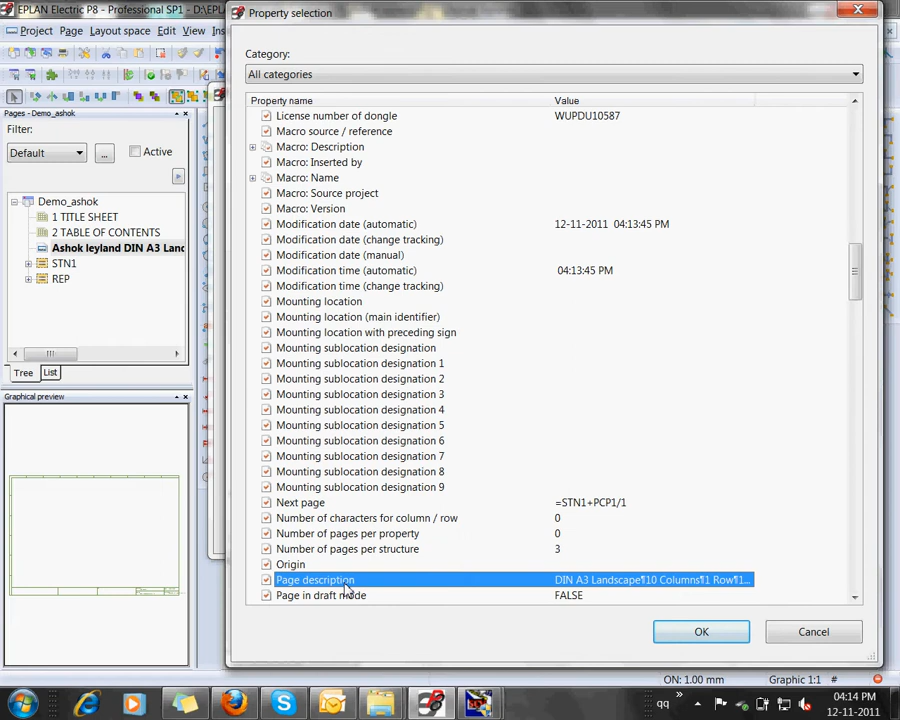 EPLAN Electric P8 - Professional SP1 - D:\EPL
Project Page Layout space Edit View
Pages - Demo_ashok
Filter:
Default ... Active
Demo_ashok
1 TITLE SHEET
2 TABLE OF CONTENTS
Ashok leyland DIN A3 Land
STN1
REP
Tree List
Graphical preview
Property selection
Category:
All categories
Property name Value
License number of dongle WUPDU10587
Macro source / reference
Macro: Description
Macro: Inserted by
Macro: Name
Macro: Source project
Macro: Version
Modification date (automatic) 12-11-2011 04:13:45 PM
Modification date (change tracking)
Modification date (manual)
Modification time (automatic) 04:13:45 PM
Modification time (change tracking)
Mounting location
Mounting location (main identifier)
Mounting location with preceding sign
Mounting sublocation designation
Mounting sublocation designation 1
Mounting sublocation designation 2
Mounting sublocation designation 3
Mounting sublocation designation 4
Mounting sublocation designation 5
Mounting sublocation designation 6
Mounting sublocation designation 7
Mounting sublocation designation 8
Mounting sublocation designation 9
Next page =STN1+PCP1/1
Number of characters for column / row 0
Number of pages per property 0
Number of pages per structure 3
Origin
Page description DIN A3 Landscape¶10 Columns¶1 Row¶1...
Page in draft mode FALSE
OK Cancel
ON: 1.00 mm Graphic 1:1 #
qq » 04:14 PM
12-11-2011